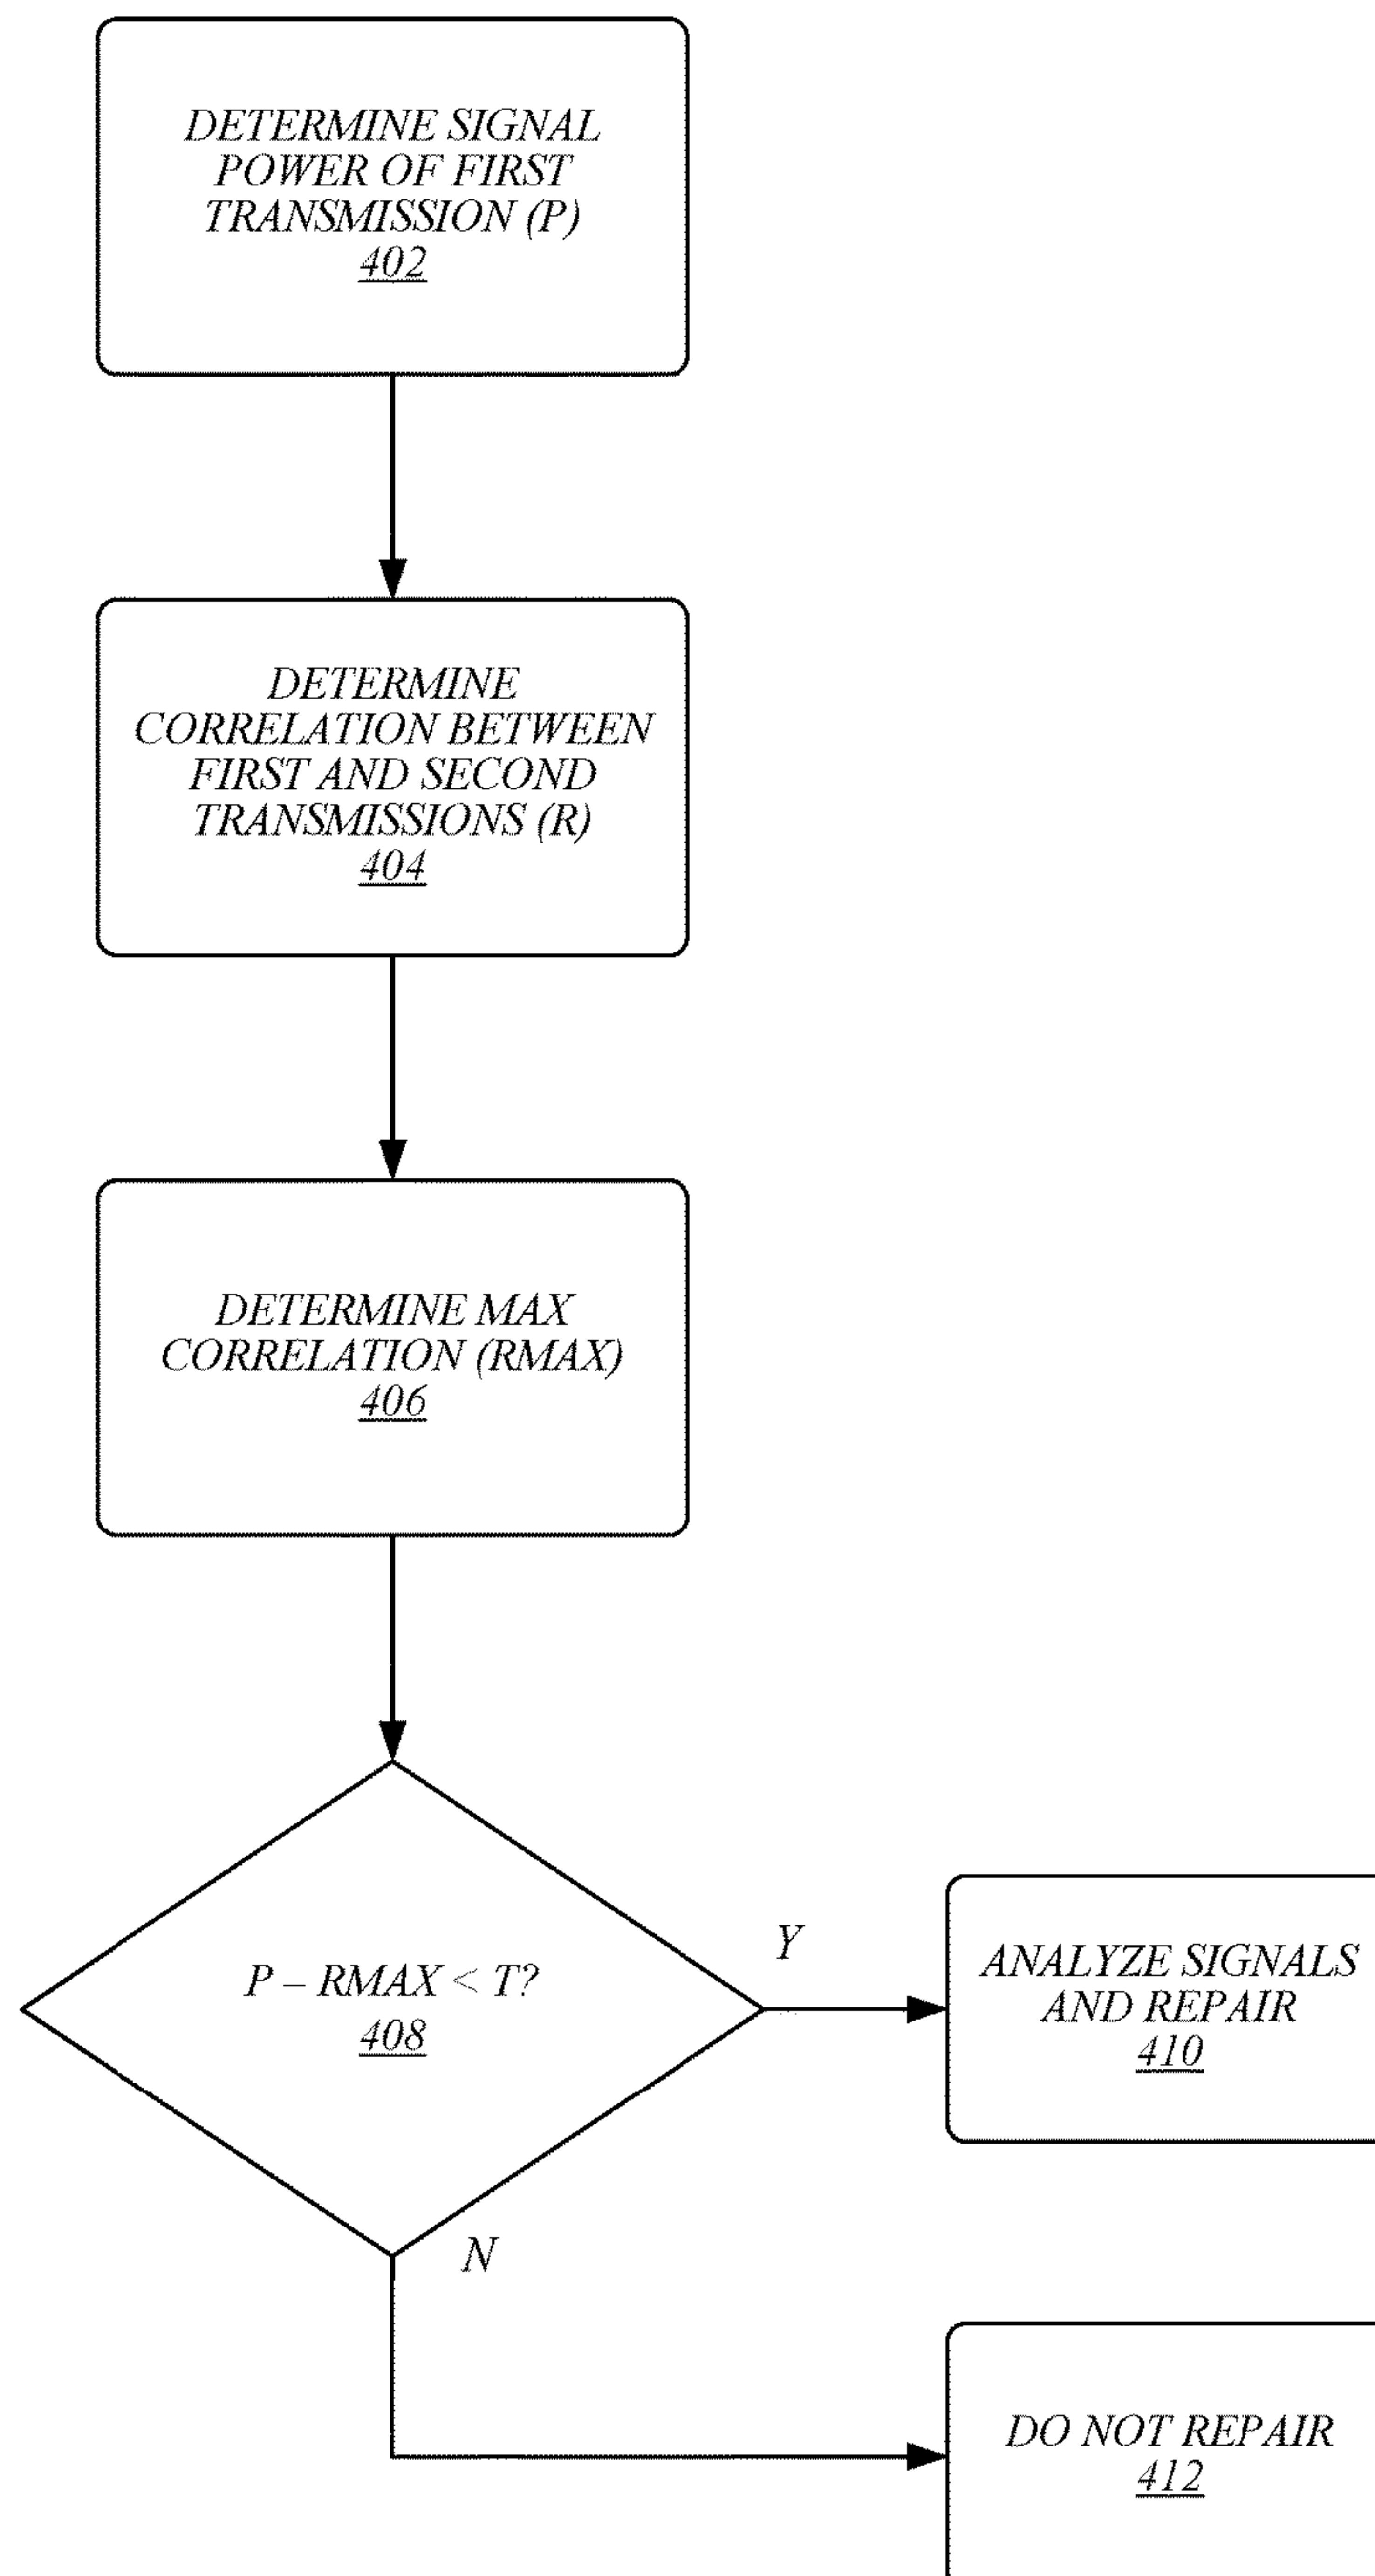 DETERMINE SIGNAL
POWER OF FIRST
TRANSMISSION (P)
402
DETERMINE
CORRELATION BETWEEN
FIRST AND SECOND
TRANSMISSIONS (R)
404
DETERMINE MAX
CORRELATION (RMAX)
406
P – RMAX < T?
408
Y
ANALYZE SIGNALS
AND REPAIR
410
N
DO NOT REPAIR
412